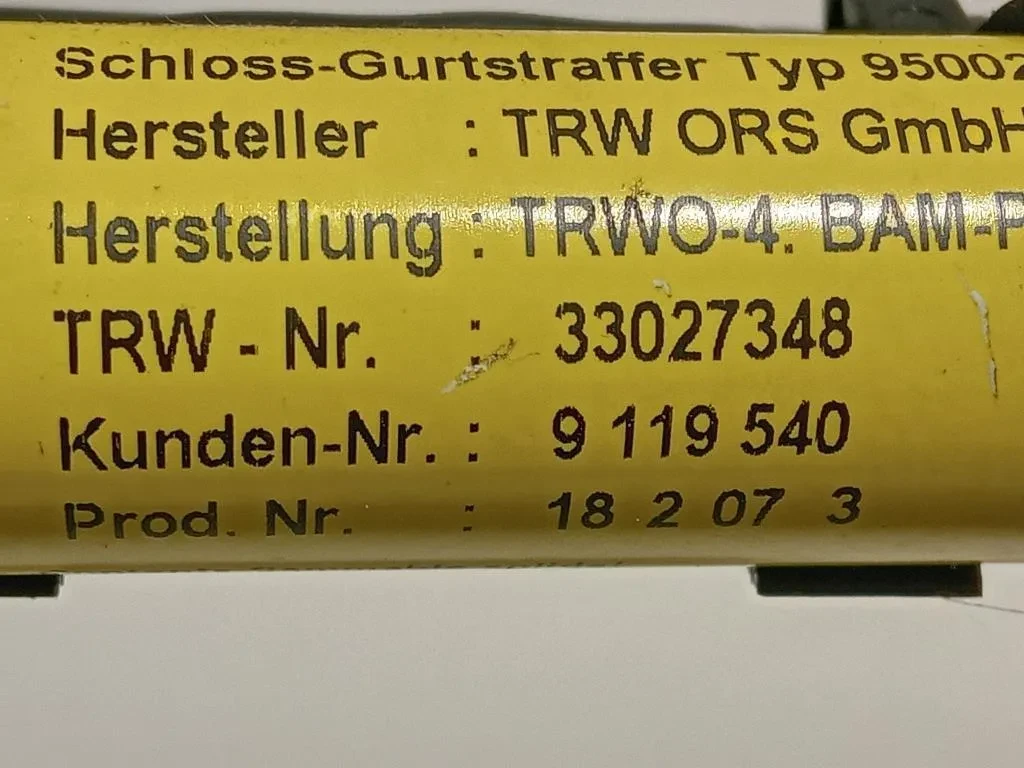 Schloss-Gurtstraffer Typ 95002
Hersteller : TRW ORS GmbH
Herstellung : TRWO-4. BAM-P
TRW - Nr. : 33027348
Kunden-Nr. : 9 119 540
Prod. Nr. : 18 2 07 3